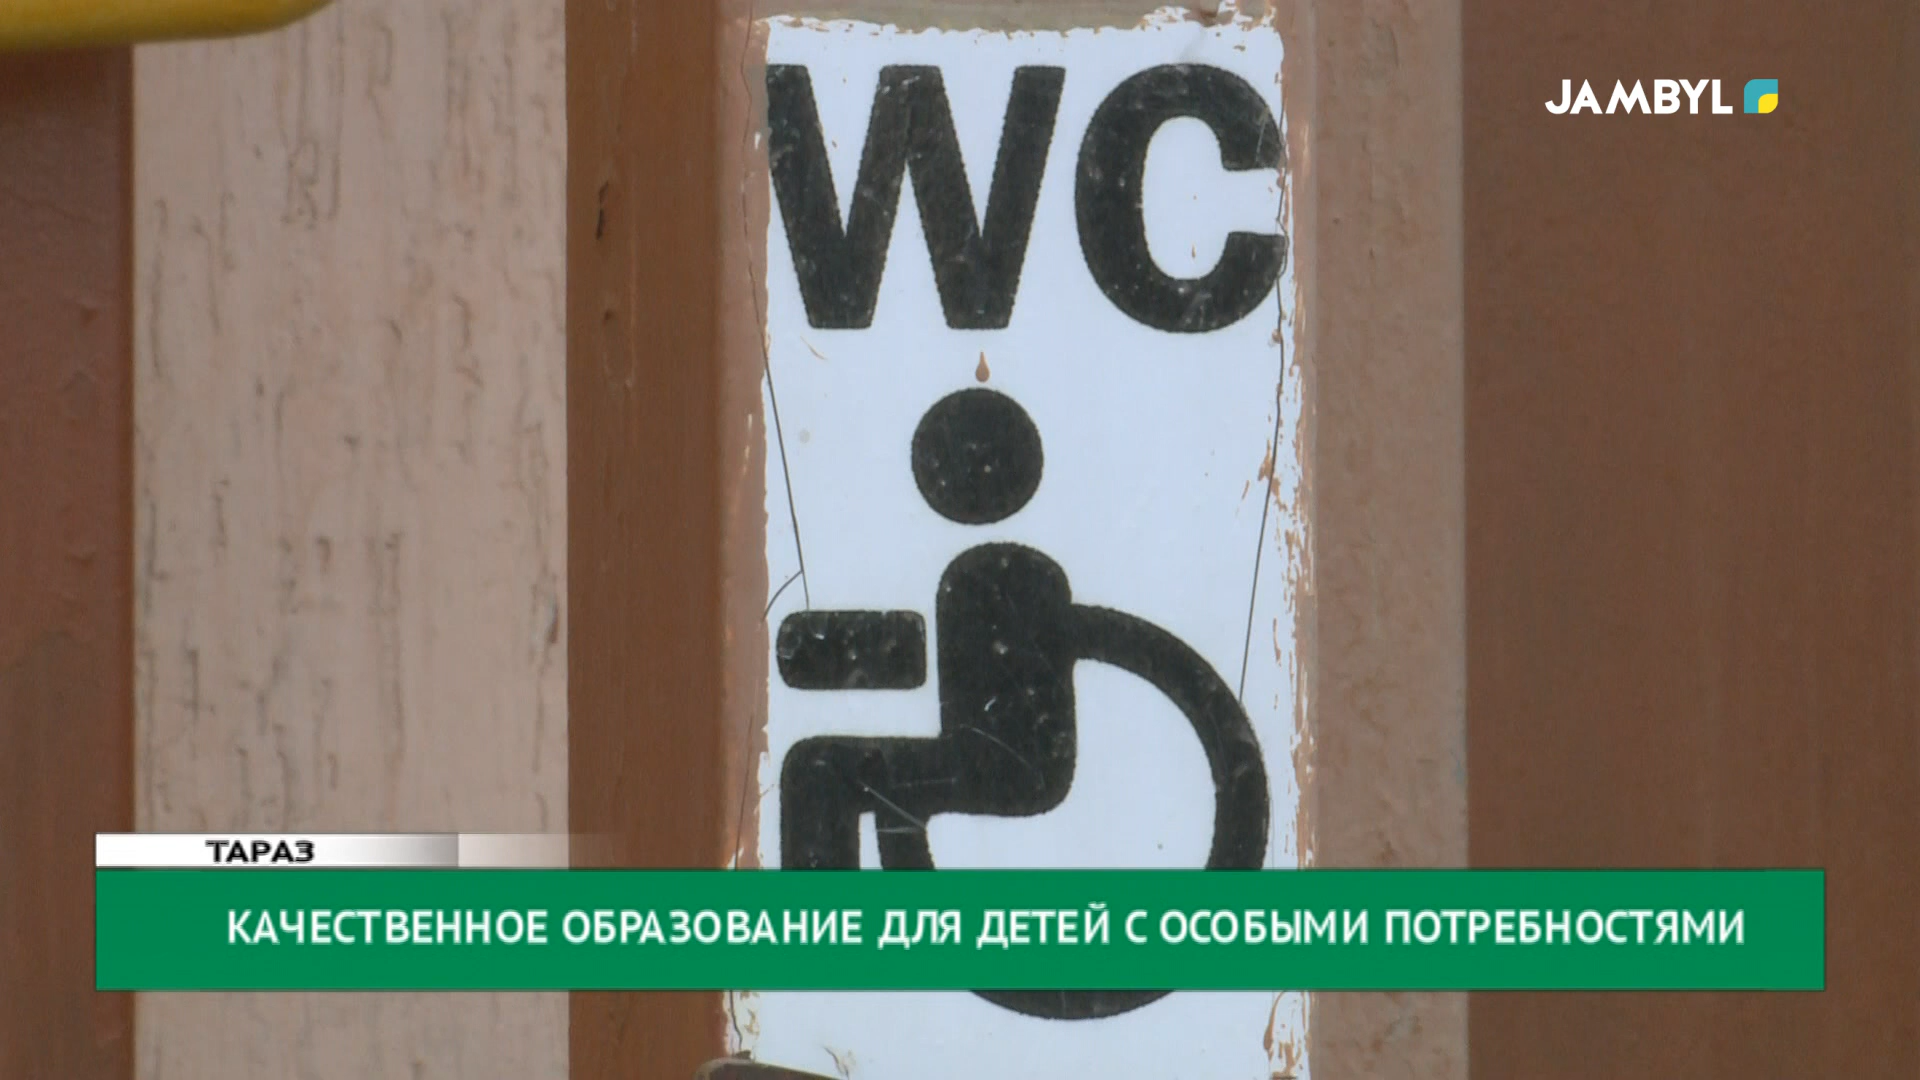 WC
JAMBYL
ТАРАЗ
КАЧЕСТВЕННОЕ ОБРАЗОВАНИЕ ДЛЯ ДЕТЕЙ С ОСОБЫМИ ПОТРЕБНОСТЯМИ